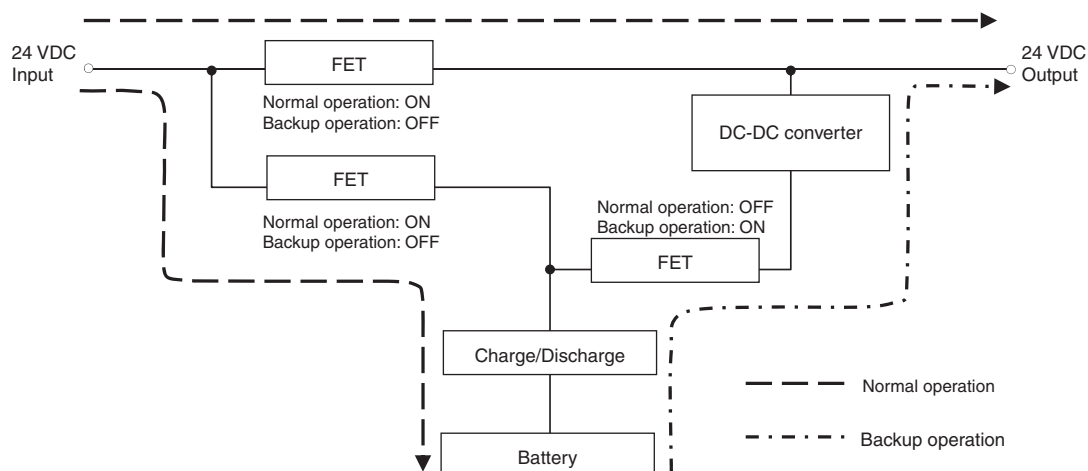 24 VDC
Input
FET
Normal operation: ON
Backup operation: OFF
24 VDC
Output
DC-DC converter
FET
Normal operation: ON
Backup operation: OFF
Normal operation: OFF
Backup operation: ON
FET
Charge/Discharge
Battery
Normal operation
Backup operation